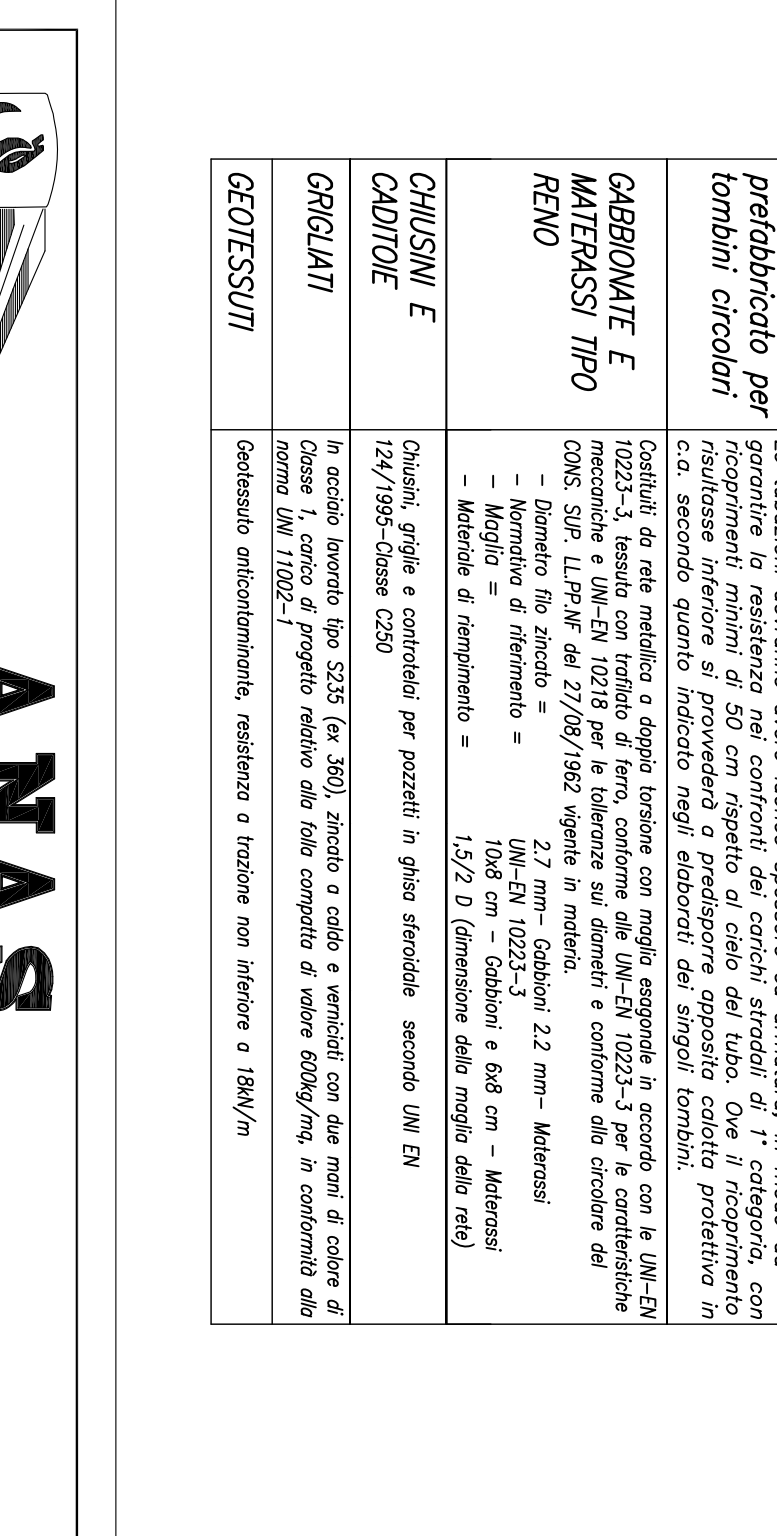 prefabbricato per
tombini circolari
garantire la resistenza nei confronti dei carichi stradali di 1° categoria, con
ricoprimenti minimi di 50 cm rispetto al cielo del tubo. Ove il ricoprimento
risultasse inferiore si provvederà a predisporre apposita calotta protettiva in
c.a. secondo quanto indicato negli elaborati dei singoli tombini.
GABBIONATE E
MATERASSI TIPO
RENO
Costituiti da rete metallica a doppia torsione con maglia esagonale in accordo con le UNI-EN
10223-3, tessuta con trafilato di ferro, conforme alle UNI-EN 10223-3 per le caratteristiche
meccaniche e UNI-EN 10218 per le tolleranze sui diametri e conforme alla circolare del
CONS. SUP. LL.PP.NF del 27/08/1962 vigente in materia.
- Diametro filo zincato = 2.7 mm- Gabbioni 2.2 mm- Materassi
- Normativa di riferimento = UNI-EN 10223-3
- Maglia = 10x8 cm - Gabbioni e 6x8 cm - Materassi
- Materiale di riempimento = 1,5/2 D (dimensione della maglia della rete)
CHIUSINI E
CADITOIE
Chiusini, griglie e controtelai per pozzetti in ghisa sferoidale secondo UNI EN
124/1995-Classe C250
GRIGLIATI
In acciaio lavorato tipo S235 (ex 360), zincato a caldo e verniciati con due mani di colore di
Classe 1, carico di progetto relativo alla folla compatta di valore 600kg/mq, in conformità alla
norma UNI 11002-1
GEOTESSUTI
Geotessuto anticontaminante, resistenza a trazione non inferiore a 18kN/m
ANAS